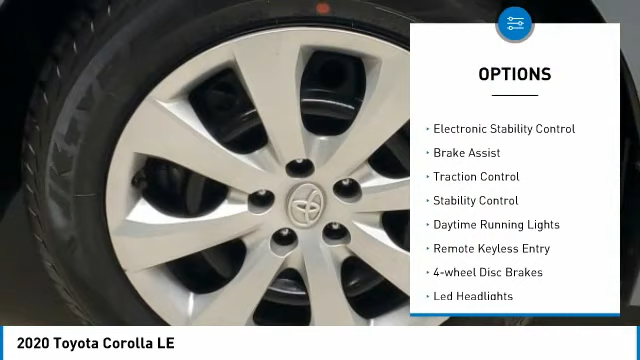 OPTIONS
Electronic Stability Control
Brake Assist
Traction Control
Stability Control
Daytime Running Lights
Remote Keyless Entry
4-wheel Disc Brakes
Led Headlights
2020 Toyota Corolla LE